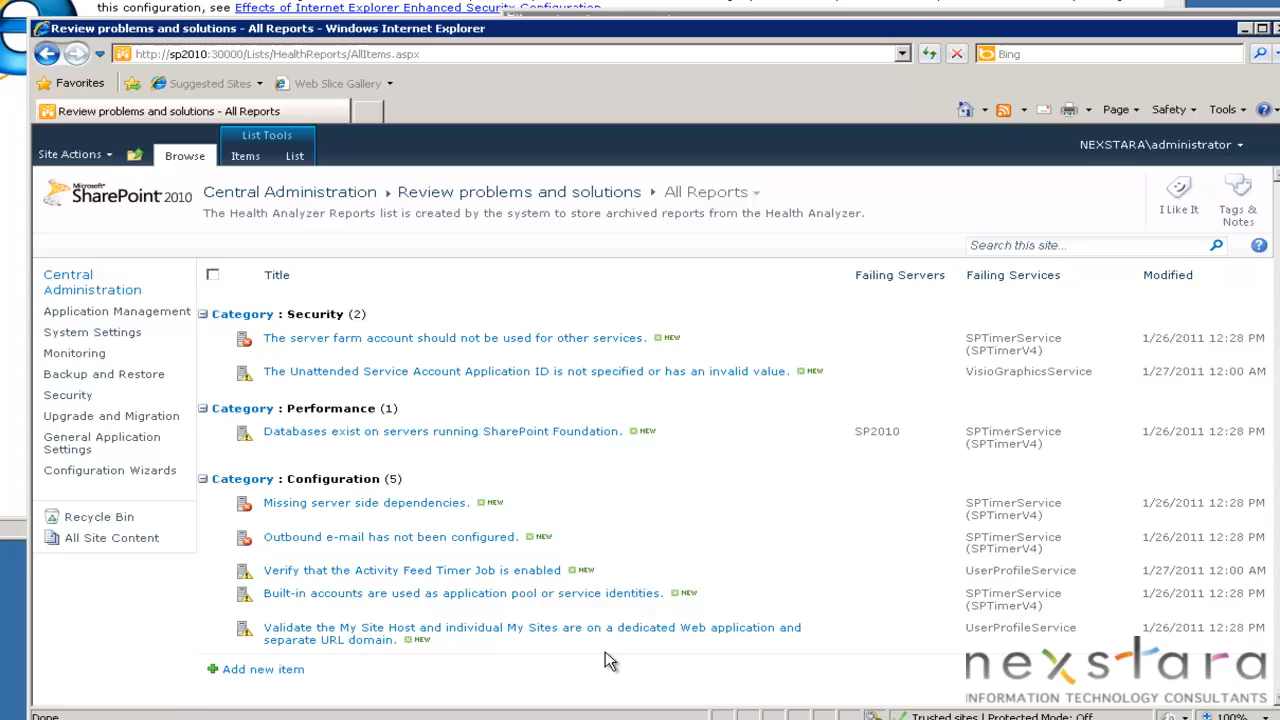 this configuration, see Effects of Internet Explorer Enhanced Security Configuration
Review problems and solutions - All Reports - Windows Internet Explorer
http://sp2010:30000/Lists/HealthReports/AllItems.aspx
Bing
Favorites
Suggested Sites
Web Slice Gallery
Review problems and solutions - All Reports
Page
Safety
Tools
List Tools
Site Actions
Browse
Items
List
NEXSTARA\administrator
Microsoft
SharePoint 2010
Central Administration
Review problems and solutions
All Reports
The Health Analyzer Reports list is created by the system to store archived reports from the Health Analyzer.
I Like It
Tags &
Notes
Search this site...
Central
Administration
Application Management
System Settings
Monitoring
Backup and Restore
Security
Upgrade and Migration
General Application
Settings
Configuration Wizards
Recycle Bin
All Site Content
Title
Failing Servers
Failing Services
Modified
Category : Security (2)
The server farm account should not be used for other services. NEW
SPTimerService
(SPTimerV4)
1/26/2011 12:28 PM
The Unattended Service Account Application ID is not specified or has an invalid value. NEW
VisioGraphicsService
1/27/2011 12:00 AM
Category : Performance (1)
Databases exist on servers running SharePoint Foundation. NEW
SP2010
SPTimerService
(SPTimerV4)
1/26/2011 12:28 PM
Category : Configuration (5)
Missing server side dependencies. NEW
SPTimerService
(SPTimerV4)
1/26/2011 12:28 PM
Outbound e-mail has not been configured. NEW
SPTimerService
(SPTimerV4)
1/26/2011 12:28 PM
Verify that the Activity Feed Timer Job is enabled NEW
UserProfileService
1/27/2011 12:00 AM
Built-in accounts are used as application pool or service identities. NEW
SPTimerService
(SPTimerV4)
1/26/2011 12:28 PM
Validate the My Site Host and individual My Sites are on a dedicated Web application and
separate URL domain. NEW
UserProfileService
1/26/2011 12:28 PM
Add new item
nexstara
INFORMATION TECHNOLOGY CONSULTANTS
Done
Trusted sites | Protected Mode: Off
100%